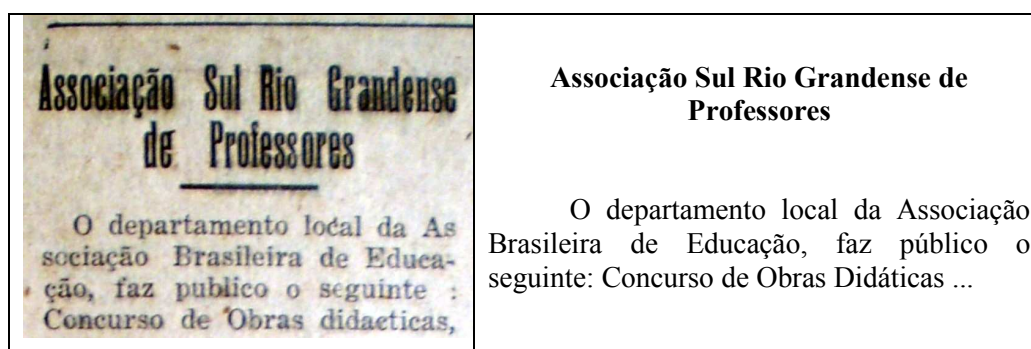 Associação Sul Rio Grandense
de Professores
O departamento local da As
sociação Brasileira de Educa-
ção, faz publico o seguinte :
Concurso de Obras didacticas,
Associação Sul Rio Grandense de
Professores
O departamento local da Associação
Brasileira de Educação, faz público o
seguinte: Concurso de Obras Didáticas ...